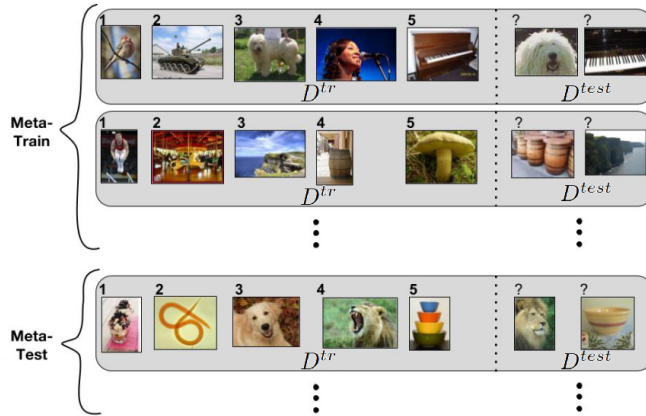 1 2 3 4 5 ? ?
D^{tr} D^{test}
Meta-
Train
1 2 3 4 5 ? ?
D^{tr} D^{test}
1 2 3 4 5 ? ?
Meta-
Test
D^{tr} D^{test}